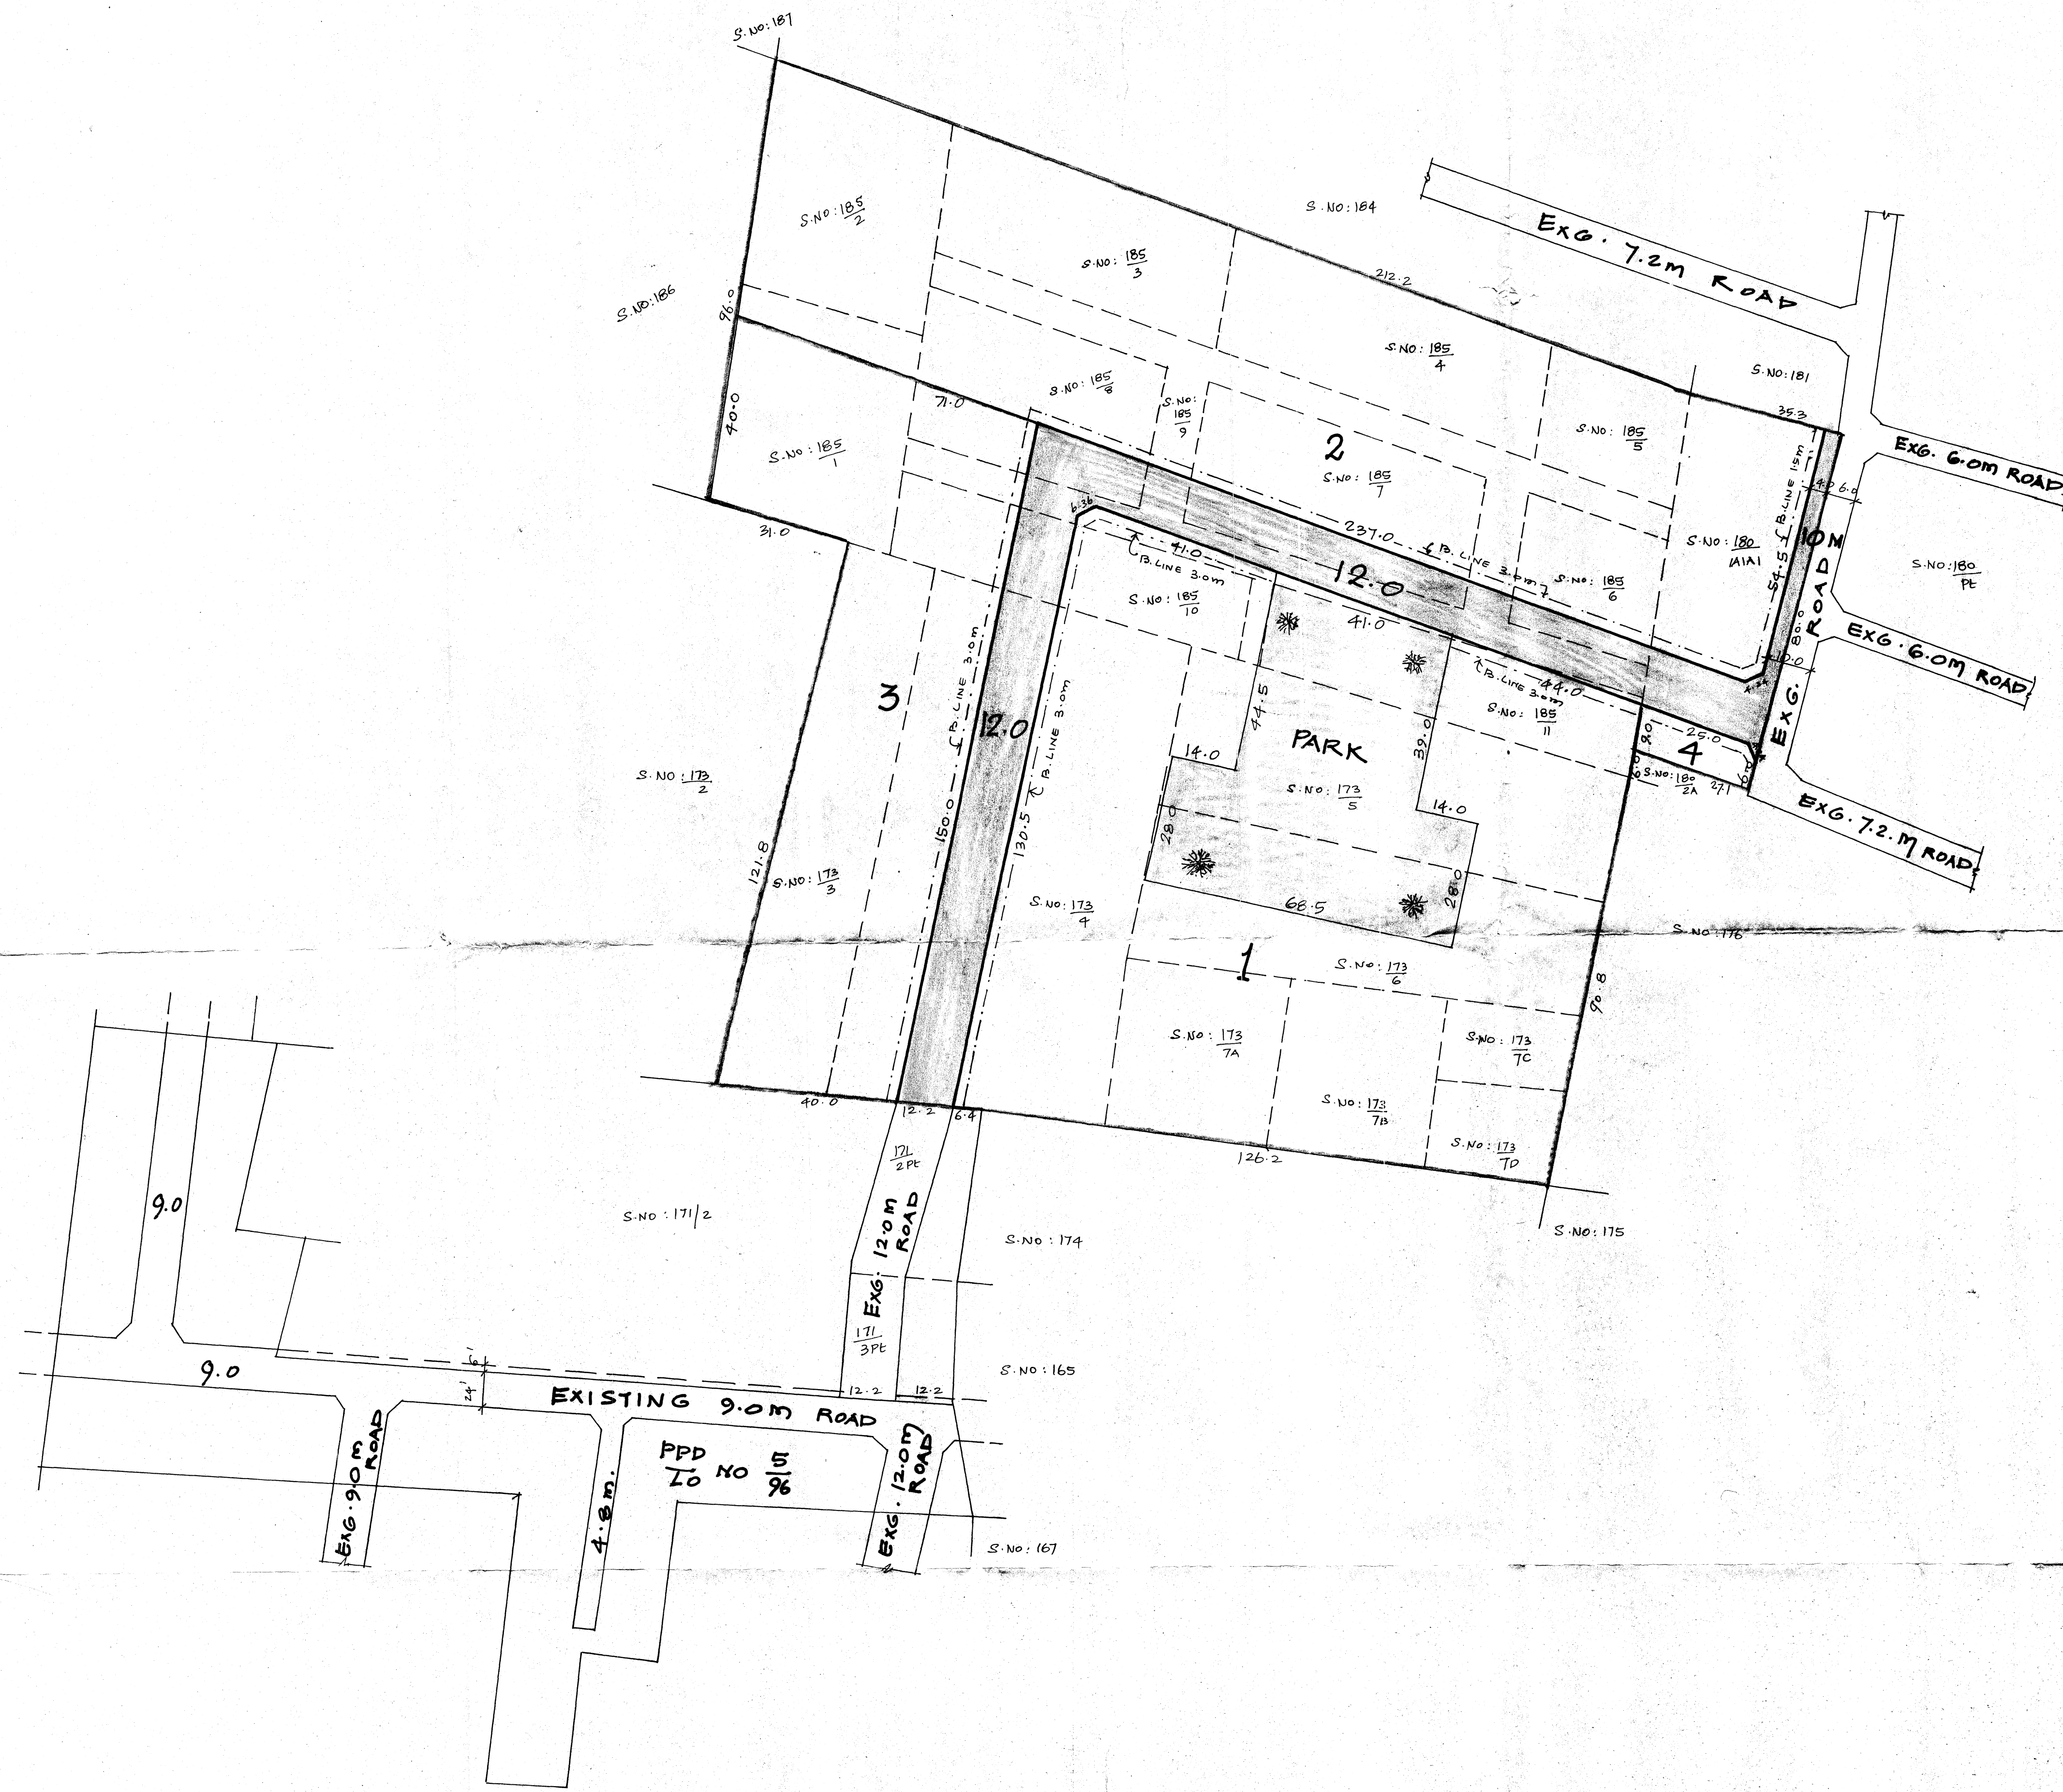 S.NO:187
S.NO:184
EXG. 7.2M ROAD
S.NO:185/2
S.NO:185/3
212.2
S.NO:186
96.0
S.NO:185/4
S.NO:181
35.3
40.0
71.0
S.NO:185/8
S.NO:185/9
2
S.NO:185/5
S.NO:185/7
S.NO:185/1
31.0
EXG. 6.0M ROAD
B.LINE 1.5m
4.0
6.0
6.36
237.0
B.LINE 3.0m
54.5
10M
S.NO:180/1A1A1
S.NO:180/Pt
41.0
B.LINE 3.0m
12.0
S.NO:185/6
S.NO:185/10
41.0
ROAD
80.0
10.0
EXG. 6.0M ROAD
EXG.
3
B.LINE 3.0m
12.0
B.LINE 3.0m
44.5
39.0
B.LINE 3.0m
44.0
S.NO:185/11
PARK
14.0
9.0
25.0
4
6.0
6.0
S.NO:180/2A
27.1
S.NO:173/2
S.NO:173/5
14.0
EXG. 7.2.M ROAD
150.0
130.5
28.0
121.8
S.NO:173/3
S.NO:173/4
68.5
28.0
S.NO:176
1
S.NO:173/6
90.8
S.NO:173/7A
S.NO:173/7C
S.NO:173/7B
S.NO:173/7D
40.0
12.2
6.4
126.2
171/2Pt
EXG. 12.0M ROAD
9.0
S.NO:171/2
S.NO:174
S.NO:175
171/3Pt
S.NO:165
9.0
6'
24'
12.2
12.2
EXISTING 9.0M ROAD
EXG. 9.0M ROAD
4.8m.
PPD/LO NO 5/96
EXG. 12.0M ROAD
S.NO:167